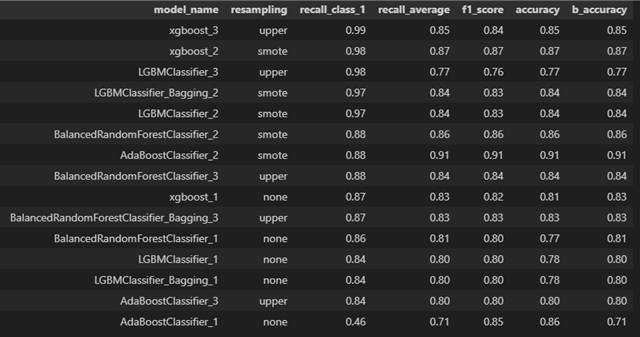 model_name resampling recall_class_1 recall_average f1_score accuracy b_accuracy
xgboost_3 upper 0.99 0.85 0.84 0.85 0.85
xgboost_2 smote 0.98 0.87 0.87 0.87 0.87
LGBMClassifier_3 upper 0.98 0.77 0.76 0.77 0.77
LGBMClassifier_Bagging_2 smote 0.97 0.84 0.83 0.84 0.84
LGBMClassifier_2 smote 0.97 0.84 0.83 0.84 0.84
BalancedRandomForestClassifier_2 smote 0.88 0.86 0.86 0.86 0.86
AdaBoostClassifier_2 smote 0.88 0.91 0.91 0.91 0.91
BalancedRandomForestClassifier_3 upper 0.88 0.84 0.84 0.84 0.84
xgboost_1 none 0.87 0.83 0.82 0.81 0.83
BalancedRandomForestClassifier_Bagging_3 upper 0.87 0.83 0.83 0.83 0.83
BalancedRandomForestClassifier_1 none 0.86 0.81 0.80 0.77 0.81
LGBMClassifier_1 none 0.84 0.80 0.80 0.78 0.80
LGBMClassifier_Bagging_1 none 0.84 0.80 0.80 0.78 0.80
AdaBoostClassifier_3 upper 0.84 0.80 0.80 0.80 0.80
AdaBoostClassifier_1 none 0.46 0.71 0.85 0.86 0.71